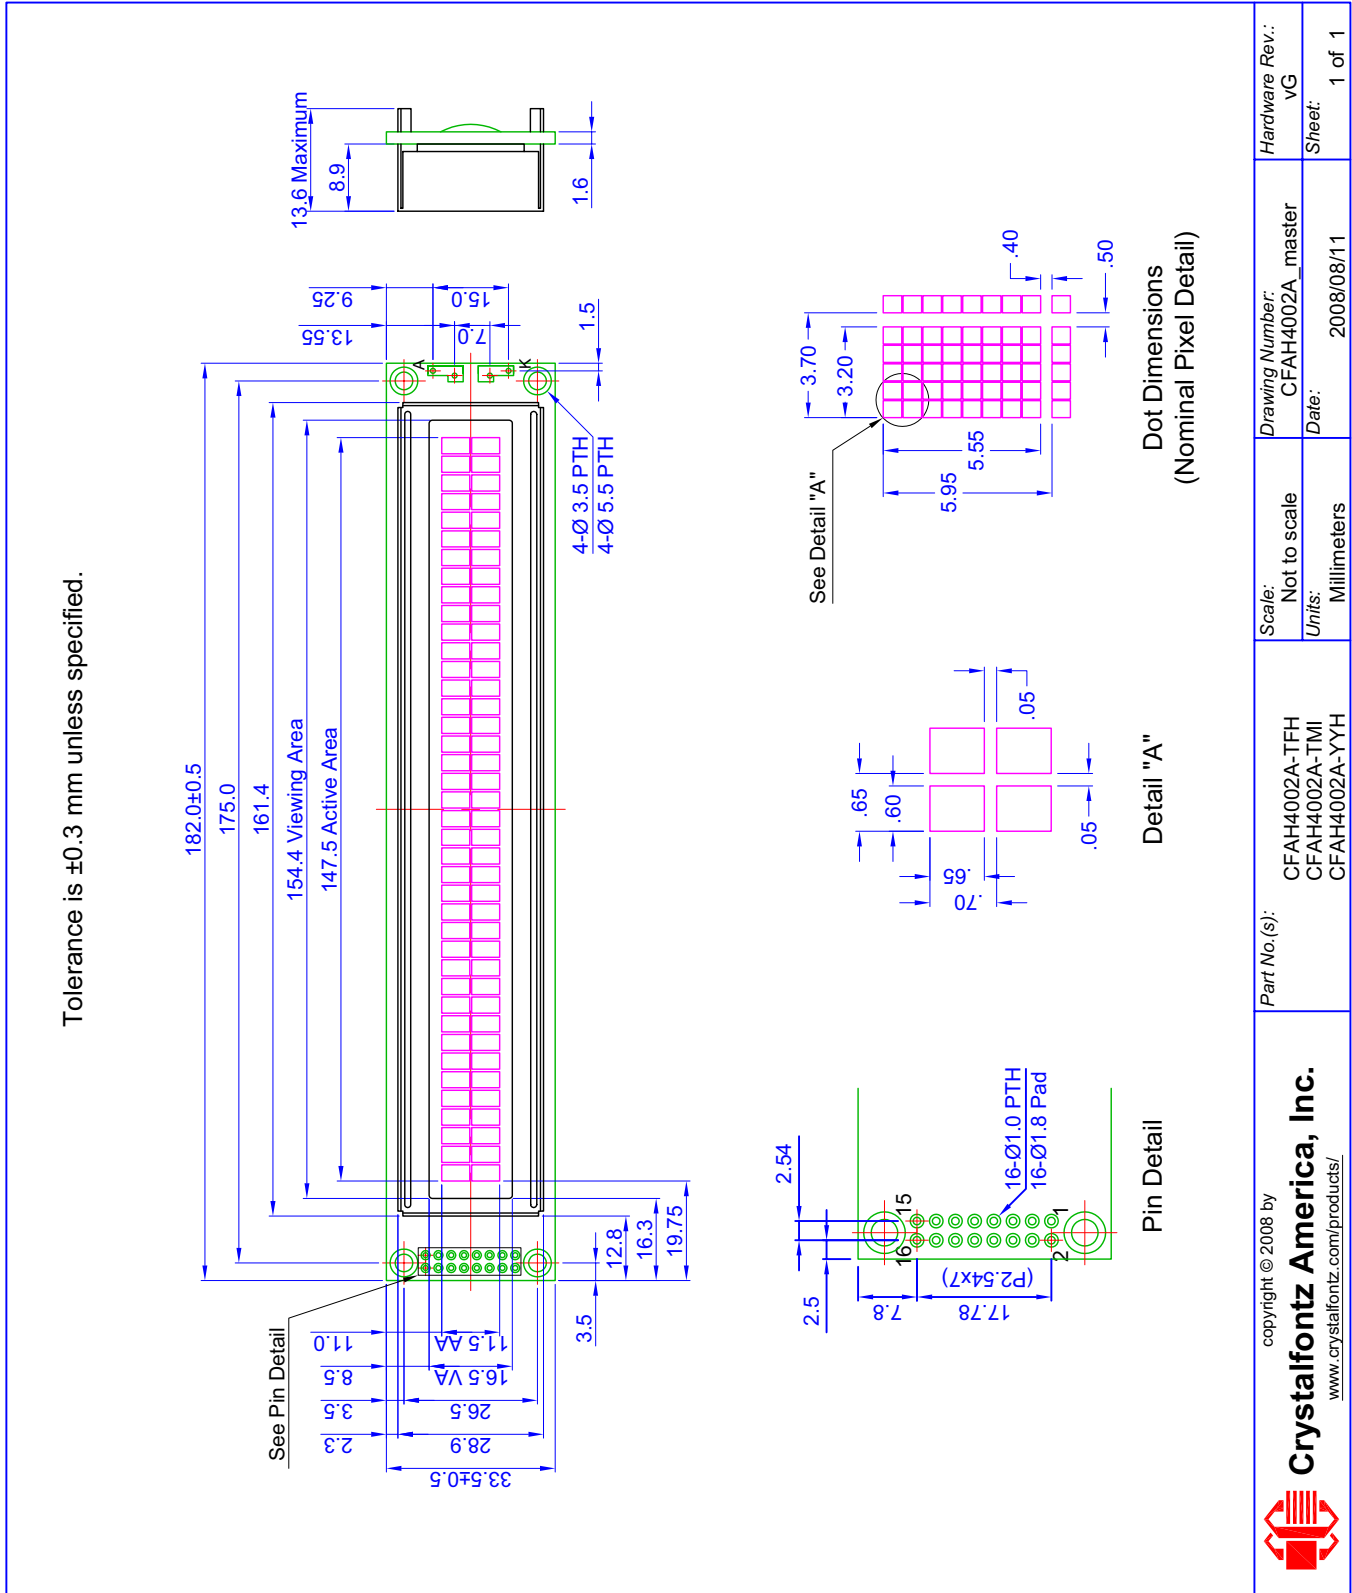 Tolerance is ±0.3 mm unless specified.
182.0±0.5
175.0
161.4
154.4 Viewing Area
147.5 Active Area
See Pin Detail
11.0
8.5
3.5
2.3
11.5 AA
16.5 VA
26.5
28.9
33.5±0.5
3.5
12.8
16.3
19.75
A
K
13.55
9.25
7.0
15.0
1.5
4-Ø 3.5 PTH
4-Ø 5.5 PTH
13.6 Maximum
8.9
1.6
2.54
2.5
16
15
2
1
7.8
17.78
(P2.54x7)
16-Ø1.0 PTH
16-Ø1.8 Pad
Pin Detail
.65
.60
.65
.70
.05
.05
Detail "A"
See Detail "A"
3.70
3.20
5.95
5.55
.40
.50
Dot Dimensions
(Nominal Pixel Detail)
copyright © 2008 by
Crystalfontz America, Inc.
www.crystalfontz.com/products/
Part No.(s):
CFAH4002A-TFH
CFAH4002A-TMI
CFAH4002A-YYH
Scale:
Not to scale
Units:
Millimeters
Drawing Number:
CFAH4002A_master
Date:
2008/08/11
Hardware Rev.:
vG
Sheet:
1 of 1